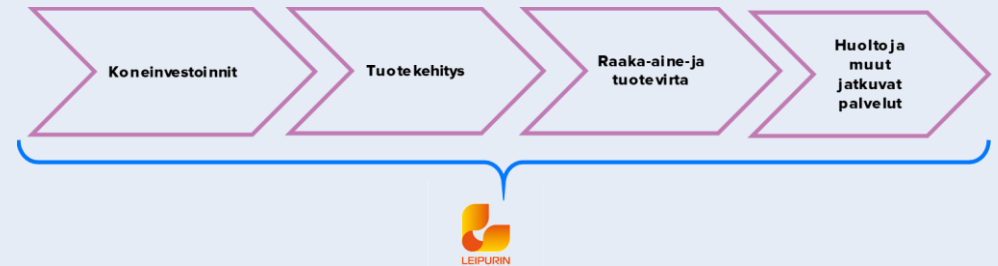 Koneinvestoinnit
Tuotekehitys
Raaka-aine-ja
tuotevirta
Huolto ja
muut
jatkuvat
palvelut
LEIPURIN